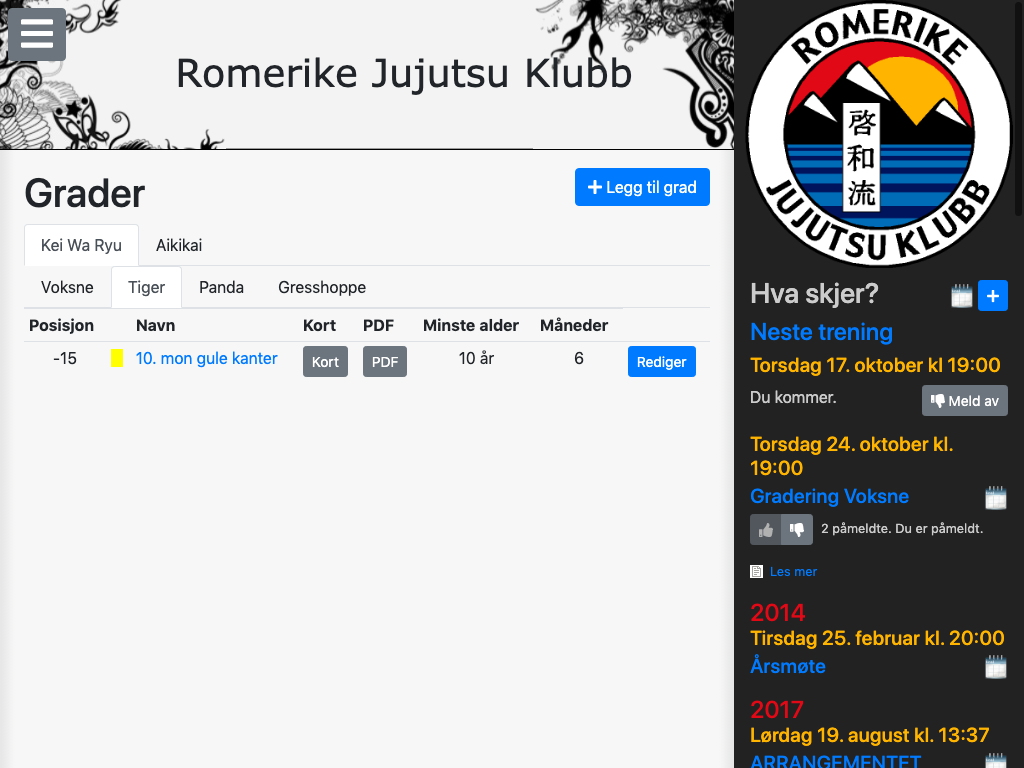 Romerike Jujutsu Klubb
Grader
Legg til grad
Kei Wa Ryu Aikikai
Voksne Tiger Panda Gresshoppe
Posisjon Navn Kort PDF Minste alder Måneder
-15 10. mon gule kanter Kort PDF 10 år 6 Rediger
ROMERIKE
啓和流
JUJUTSU KLUBB
Hva skjer?
Neste trening
Torsdag 17. oktober kl 19:00
Du kommer. Meld av
Torsdag 24. oktober kl.
19:00
Gradering Voksne
2 påmeldte. Du er påmeldt.
Les mer
2014
Tirsdag 25. februar kl. 20:00
Årsmøte
2017
Lørdag 19. august kl. 13:37
ARRANGEMENTET